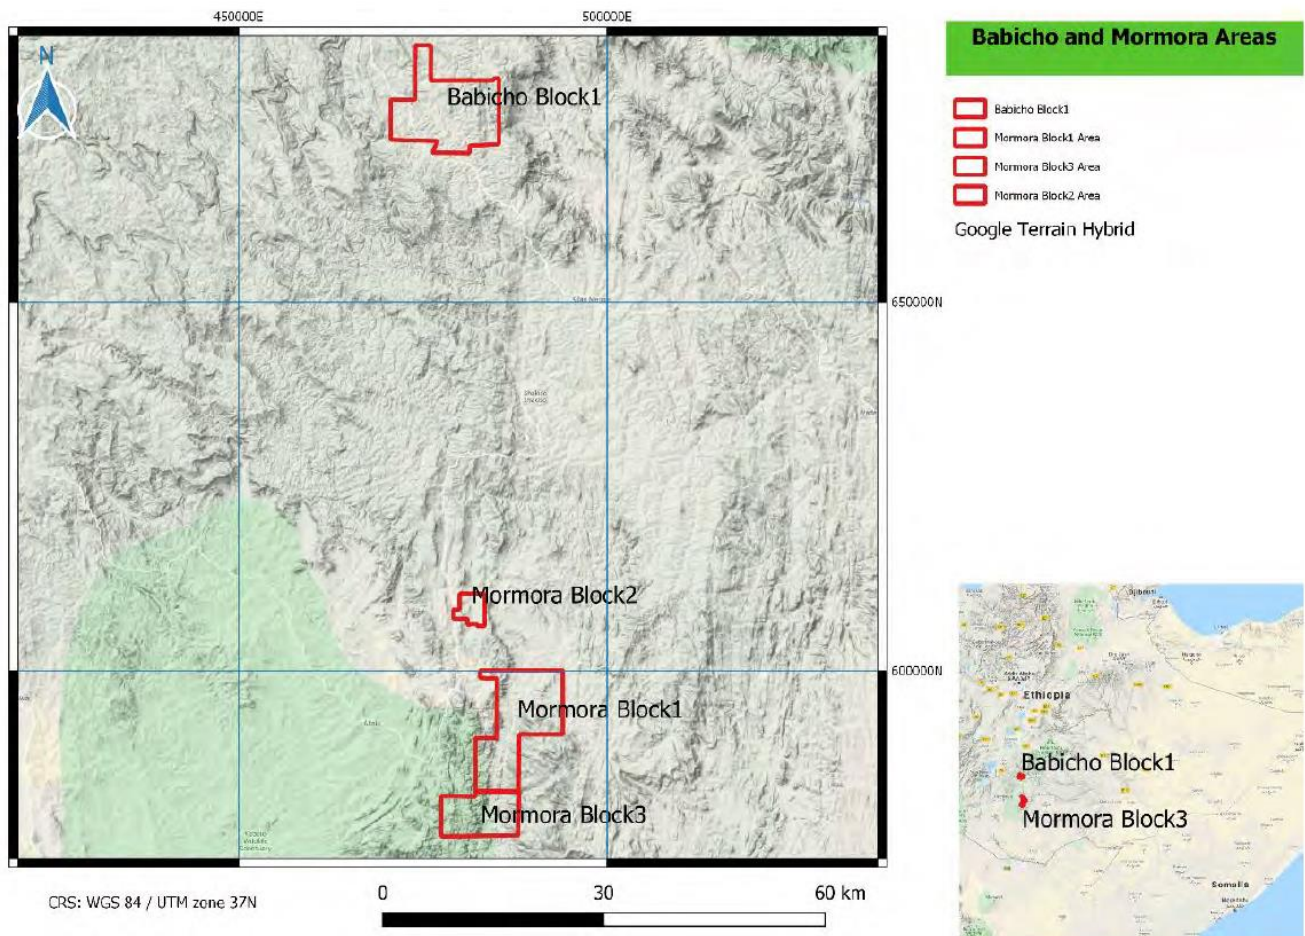 450000E
500000E
N
Babicho Block1
650000N
Mormora Block2
600000N
Mormora Block1
Mormora Block3
CRS: WGS 84 / UTM zone 37N
0
30
60 km
Babicho and Mormora Areas
Babicho Block1
Mormora Block1 Area
Mormora Block3 Area
Mormora Block2 Area
Google Terrain Hybrid
Djibouti
Ethiopia
Babicho Block1
Mormora Block3
Somalia